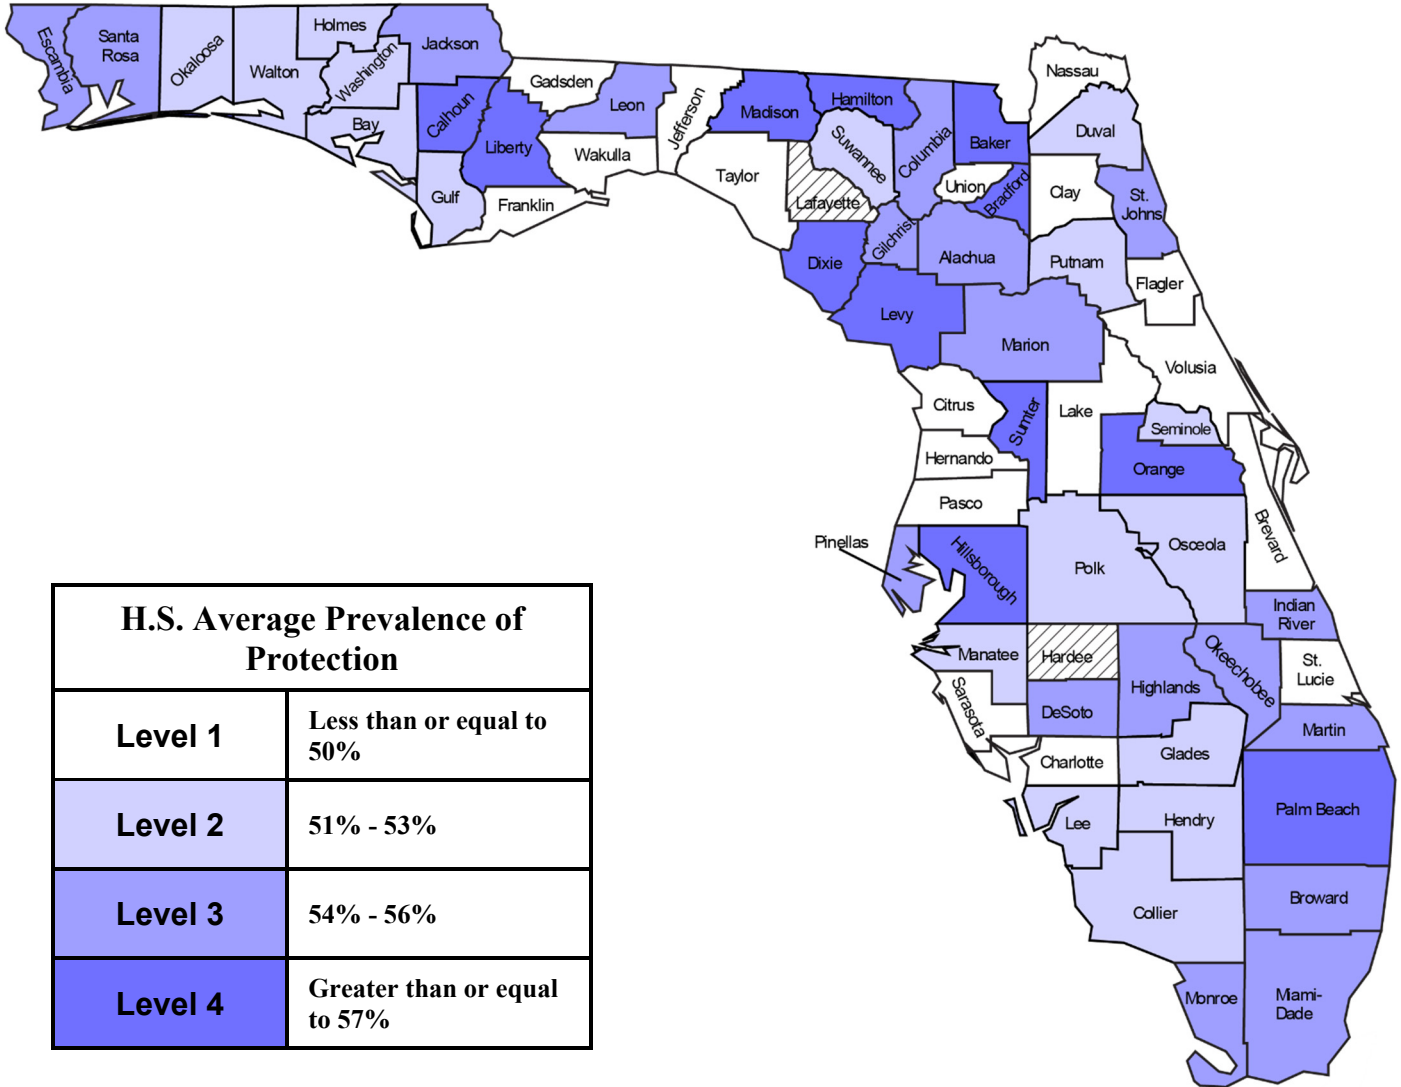 Escambia
Santa
Rosa
Okaloosa
Walton
Holmes
Washington
Jackson
Bay
Calhoun
Gulf
Liberty
Gadsden
Franklin
Leon
Wakulla
Jefferson
Madison
Taylor
Hamilton
Suwannee
Lafayette
Columbia
Baker
Union
Bradford
Nassau
Duval
Clay
St.
Johns
Dixie
Gilchrist
Alachua
Putnam
Flagler
Levy
Marion
Volusia
Citrus
Sumter
Lake
Seminole
Hernando
Orange
Pasco
Brevard
Pinellas
Hillsborough
Polk
Osceola
Indian
River
Manatee
Hardee
Okeechobee
St.
Lucie
Sarasota
DeSoto
Highlands
Martin
Charlotte
Glades
Lee
Hendry
Palm Beach
Collier
Broward
Monroe
Miami-
Dade
H.S. Average Prevalence of
Protection
Level 1
Less than or equal to
50%
Level 2
51% - 53%
Level 3
54% - 56%
Level 4
Greater than or equal
to 57%